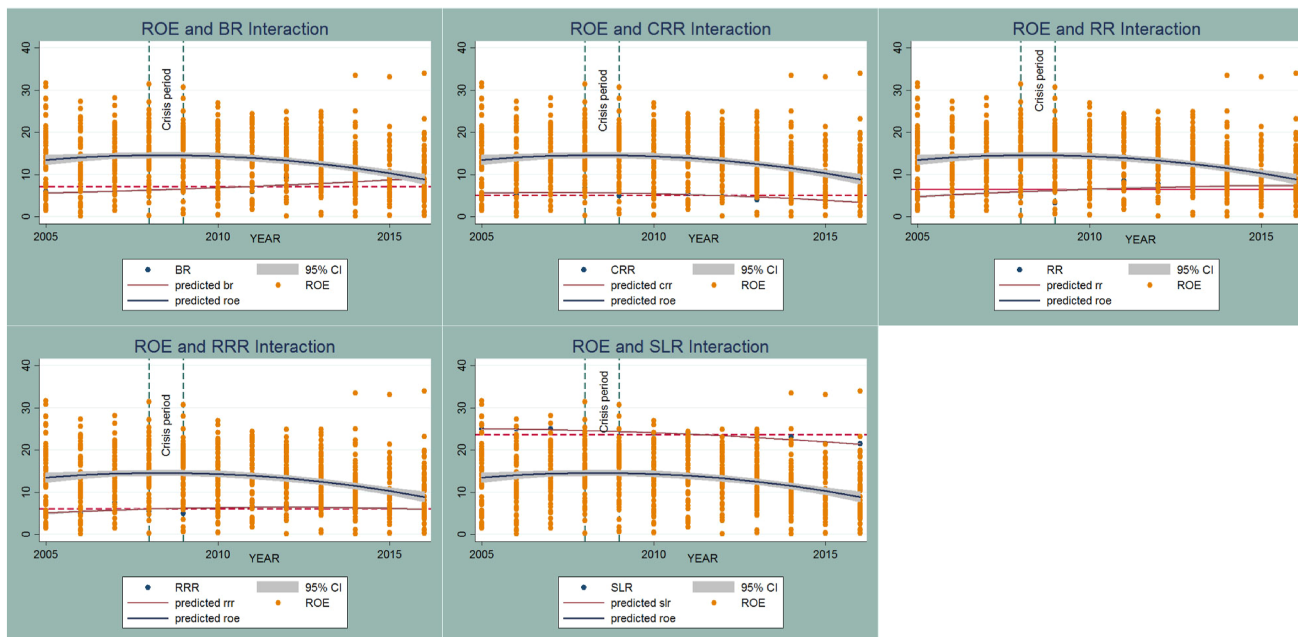 ROE and BR Interaction
40
30
20
10
0
Crisis period
2005
2010
2015
YEAR
BR
95% CI
predicted br
ROE
predicted roe
ROE and CRR Interaction
40
30
20
10
0
Crisis period
2005
2010
2015
YEAR
CRR
95% CI
predicted crr
ROE
predicted roe
ROE and RR Interaction
40
30
20
10
0
Crisis period
2005
2010
2015
YEAR
RR
95% CI
predicted rr
ROE
predicted roe
ROE and RRR Interaction
40
30
20
10
0
Crisis period
2005
2010
2015
YEAR
RRR
95% CI
predicted rrr
ROE
predicted roe
ROE and SLR Interaction
40
30
20
10
0
Crisis period
2005
2010
2015
YEAR
SLR
95% CI
predicted slr
ROE
predicted roe